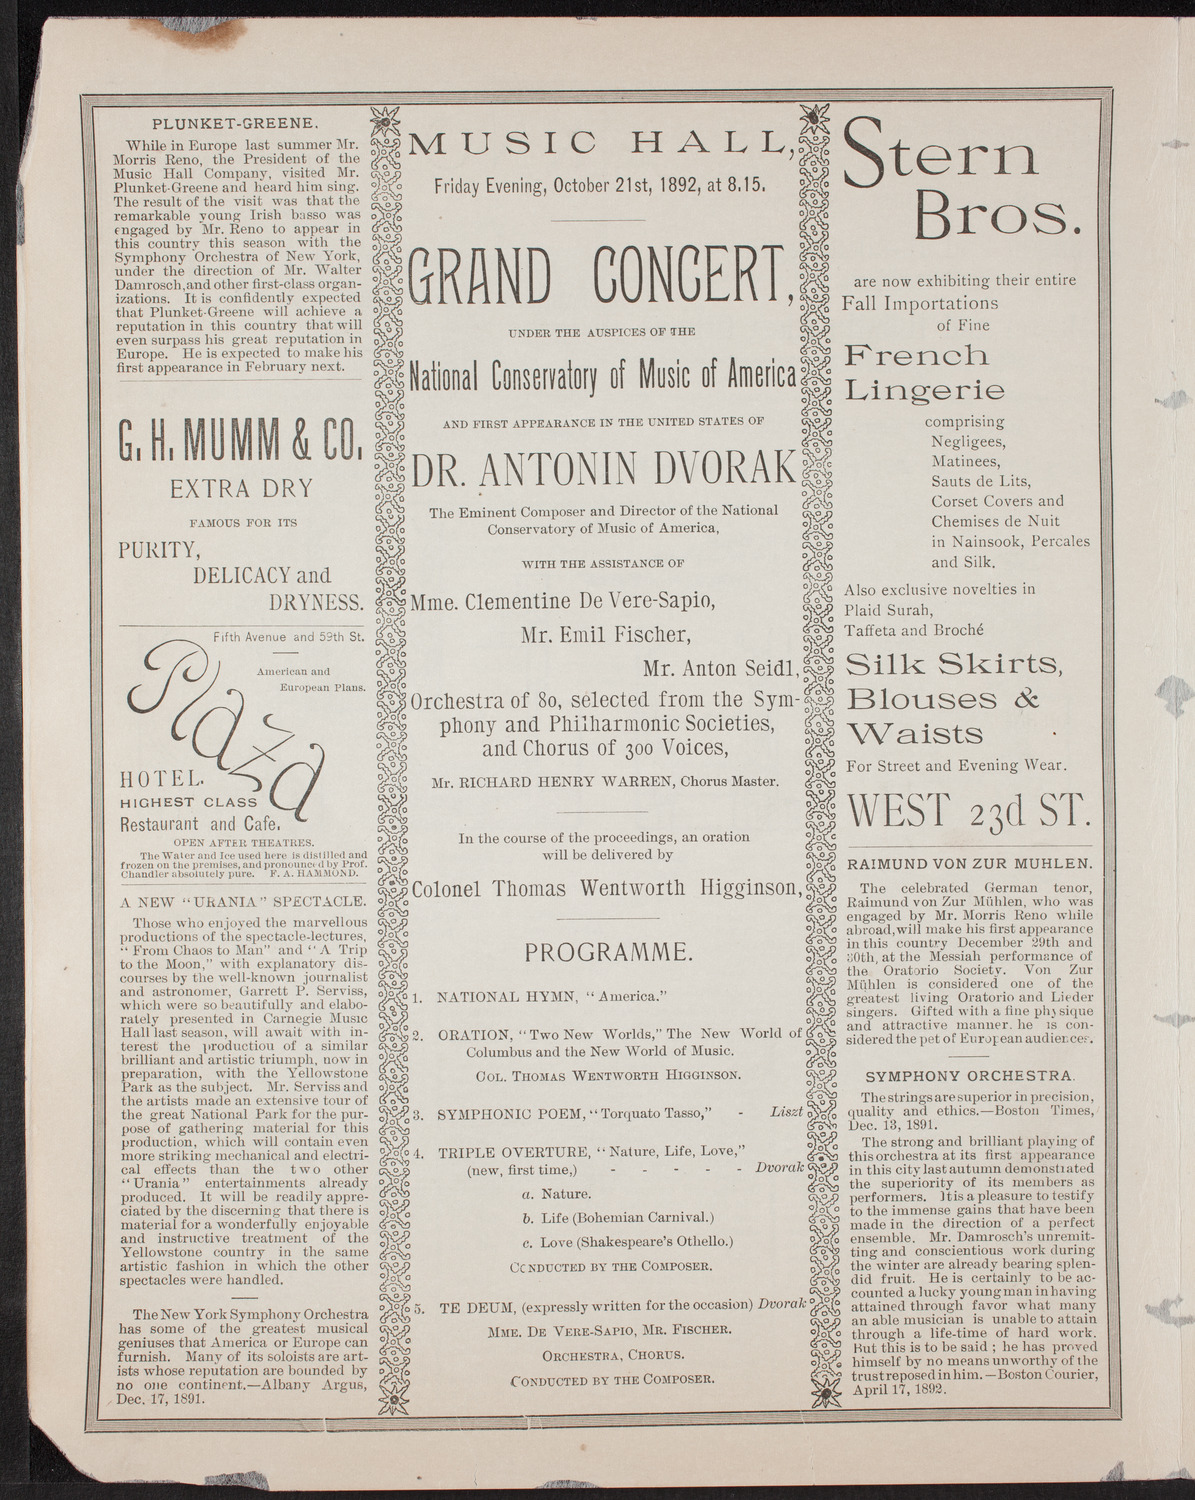 PLUNKET-GREENE.
While in Europe last summer Mr.
Morris Reno, the President of the
Music Hall Company, visited Mr.
Plunket-Greene and heard him sing.
The result of the visit was that the
remarkable young Irish basso was
engaged by Mr. Reno to appear in
this country this season with the
Symphony Orchestra of New York,
under the direction of Mr. Walter
Damrosch, and other first-class organ-
izations. It is confidently expected
that Plunket-Greene will achieve a
reputation in this country that will
even surpass his great reputation in
Europe. He is expected to make his
first appearance in February next.
G. H. MUMM & CO.
EXTRA DRY
FAMOUS FOR ITS
PURITY,
DELICACY and
DRYNESS.
Fifth Avenue and 59th St.
Plaza
American and
European Plans.
HOTEL.
HIGHEST CLASS
Restaurant and Cafe.
OPEN AFTER THEATRES.
The Water and Ice used here is distilled and
frozen on the premises, and pronounced by Prof.
Chandler absolutely pure. F. A. HAMMOND.
A NEW "URANIA" SPECTACLE.
Those who enjoyed the marvellous
productions of the spectacle-lectures,
"From Chaos to Man" and "A Trip
to the Moon," with explanatory dis-
courses by the well-known journalist
and astronomer, Garrett P. Serviss,
which were so beautifully and elabo-
rately presented in Carnegie Music
Hall last season, will await with in-
terest the production of a similar
brilliant and artistic triumph, now in
preparation, with the Yellowstone
Park as the subject. Mr. Serviss and
the artists made an extensive tour of
the great National Park for the pur-
pose of gathering material for this
production, which will contain even
more striking mechanical and electri-
cal effects than the two other
"Urania" entertainments already
produced. It will be readily appre-
ciated by the discerning that there is
material for a wonderfully enjoyable
and instructive treatment of the
Yellowstone country in the same
artistic fashion in which the other
spectacles were handled.
The New York Symphony Orchestra
has some of the greatest musical
geniuses that America or Europe can
furnish. Many of its soloists are art-
ists whose reputation are bounded by
no one continent.—Albany Argus,
Dec. 17, 1891.
MUSIC HALL,
Friday Evening, October 21st, 1892, at 8.15.
GRAND CONCERT,
UNDER THE AUSPICES OF THE
National Conservatory of Music of America
AND FIRST APPEARANCE IN THE UNITED STATES OF
DR. ANTONIN DVORAK
The Eminent Composer and Director of the National
Conservatory of Music of America,
WITH THE ASSISTANCE OF
Mme. Clementine De Vere-Sapio,
Mr. Emil Fischer,
Mr. Anton Seidl,
Orchestra of 80, selected from the Sym-
phony and Philharmonic Societies,
and Chorus of 300 Voices,
Mr. RICHARD HENRY WARREN, Chorus Master.
In the course of the proceedings, an oration
will be delivered by
Colonel Thomas Wentworth Higginson,
PROGRAMME.
1. NATIONAL HYMN, "America."
2. ORATION, "Two New Worlds," The New World of
Columbus and the New World of Music.
COL. THOMAS WENTWORTH HIGGINSON.
3. SYMPHONIC POEM, "Torquato Tasso," - Liszt
4. TRIPLE OVERTURE, "Nature, Life, Love,"
(new, first time,) - - - - - Dvorak
a. Nature.
b. Life (Bohemian Carnival.)
c. Love (Shakespeare's Othello.)
CONDUCTED BY THE COMPOSER.
5. TE DEUM, (expressly written for the occasion) Dvorak
MME. DE VERE-SAPIO, MR. FISCHER.
ORCHESTRA, CHORUS.
CONDUCTED BY THE COMPOSER.
Stern
Bros.
are now exhibiting their entire
Fall Importations
of Fine
French
Lingerie
comprising
Negligees,
Matinees,
Sauts de Lits,
Corset Covers and
Chemises de Nuit
in Nainsook, Percales
and Silk.
Also exclusive novelties in
Plaid Surah,
Taffeta and Broché
Silk Skirts,
Blouses &
Waists
For Street and Evening Wear.
WEST 23d ST.
RAIMUND VON ZUR MUHLEN.
The celebrated German tenor,
Raimund von Zur Mühlen, who was
engaged by Mr. Morris Reno while
abroad, will make his first appearance
in this country December 29th and
30th, at the Messiah performance of
the Oratorio Society. Von Zur
Mühlen is considered one of the
greatest living Oratorio and Lieder
singers. Gifted with a fine physique
and attractive manner. he is con-
sidered the pet of European audiences.
SYMPHONY ORCHESTRA.
The strings are superior in precision,
quality and ethics.—Boston Times,
Dec. 13, 1891.
The strong and brilliant playing of
this orchestra at its first appearance
in this city last autumn demonstrated
the superiority of its members as
performers. It is a pleasure to testify
to the immense gains that have been
made in the direction of a perfect
ensemble. Mr. Damrosch's unremit-
ting and conscientious work during
the winter are already bearing splen-
did fruit. He is certainly to be ac-
counted a lucky young man in having
attained through favor what many
an able musician is unable to attain
through a life-time of hard work.
But this is to be said; he has proved
himself by no means unworthy of the
trust reposed in him.—Boston Courier,
April 17, 1892.